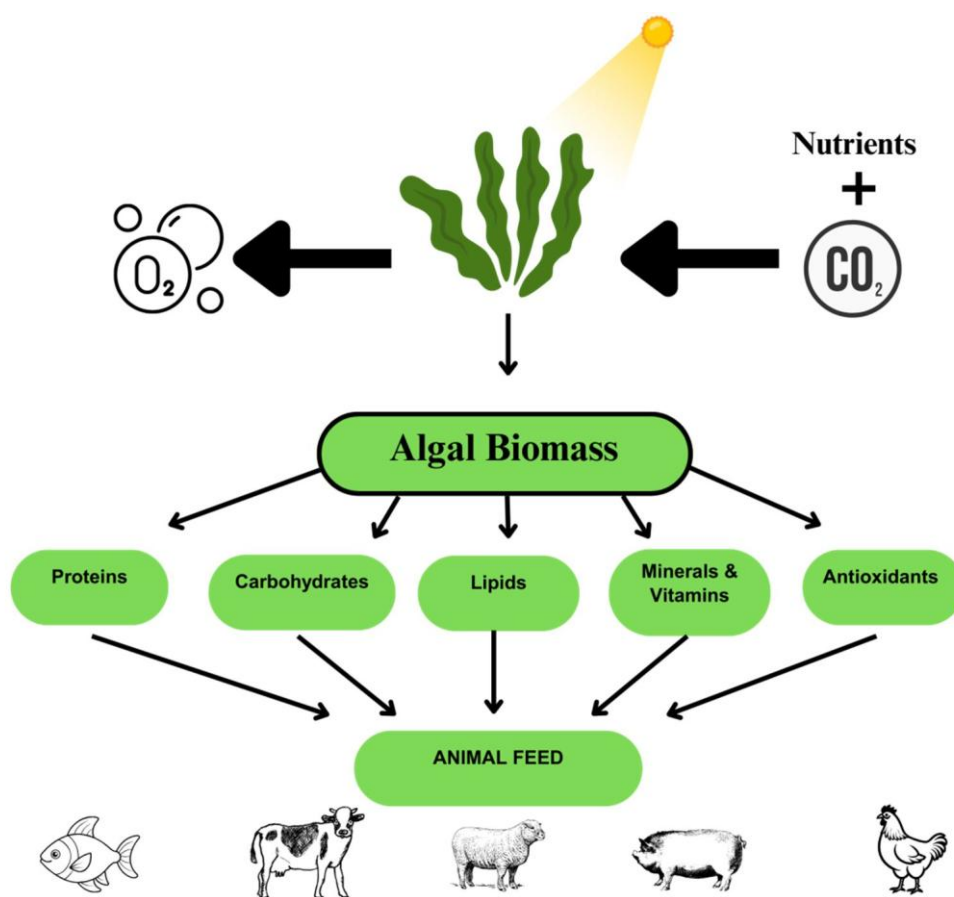 Nutrients
+
O₂
CO₂
Algal Biomass
Proteins
Carbohydrates
Lipids
Minerals &
Vitamins
Antioxidants
ANIMAL FEED